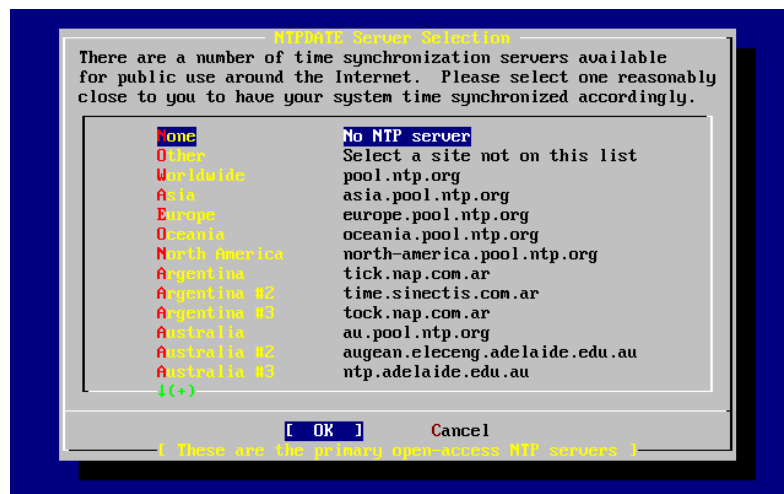 NTPDATE Server Selection
There are a number of time synchronization servers available
for public use around the Internet.  Please select one reasonably
close to you to have your system time synchronized accordingly.
None No NTP server
Other Select a site not on this list
Worldwide pool.ntp.org
Asia asia.pool.ntp.org
Europe europe.pool.ntp.org
Oceania oceania.pool.ntp.org
North America north-america.pool.ntp.org
Argentina tick.nap.com.ar
Argentina #2 time.sinectis.com.ar
Argentina #3 tock.nap.com.ar
Australia au.pool.ntp.org
Australia #2 augean.eleceng.adelaide.edu.au
Australia #3 ntp.adelaide.edu.au
↓(+)
[ OK ] Cancel
[ These are the primary open-access NTP servers ]